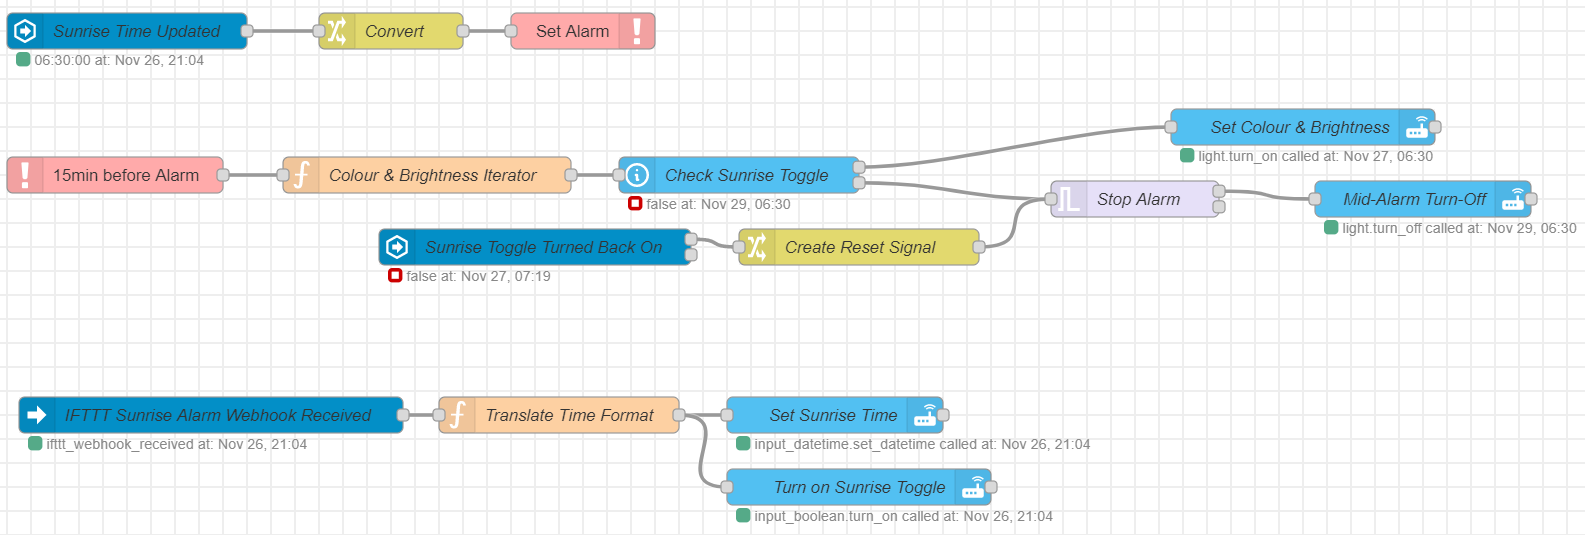 Sunrise Time Updated
Convert
Set Alarm
06:30:00 at: Nov 26, 21:04
Set Colour & Brightness
light.turn_on called at: Nov 27, 06:30
15min before Alarm
Colour & Brightness Iterator
Check Sunrise Toggle
false at: Nov 29, 06:30
Stop Alarm
Mid-Alarm Turn-Off
light.turn_off called at: Nov 29, 06:30
Sunrise Toggle Turned Back On
Create Reset Signal
false at: Nov 27, 07:19
IFTTT Sunrise Alarm Webhook Received
Translate Time Format
Set Sunrise Time
ifttt_webhook_received at: Nov 26, 21:04
input_datetime.set_datetime called at: Nov 26, 21:04
Turn on Sunrise Toggle
input_boolean.turn_on called at: Nov 26, 21:04